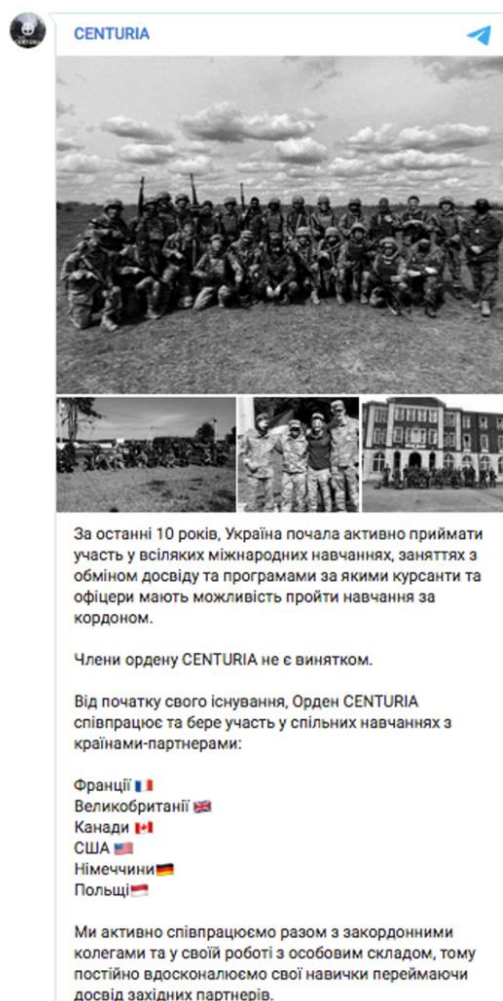 CENTURIA
За останні 10 років, Україна почала активно приймати
участь у всіляких міжнародних навчаннях, заняттях з
обміном досвіду та програмами за якими курсанти та
офіцери мають можливість пройти навчання за
кордоном.
Члени ордену CENTURIA не є винятком.
Від початку свого існування, Орден CENTURIA
співпрацює та бере участь у спільних навчаннях з
країнами-партнерами:
Франції 🇫🇷
Великобританії 🇬🇧
Канади 🇨🇦
США 🇺🇸
Німеччини🇩🇪
Польщі🇮🇩
Ми активно співпрацюємо разом з закордонними
колегами та у своїй роботі з особовим складом, тому
постійно вдосконалюємо свої навички переймаючи
досвід західних партнерів.